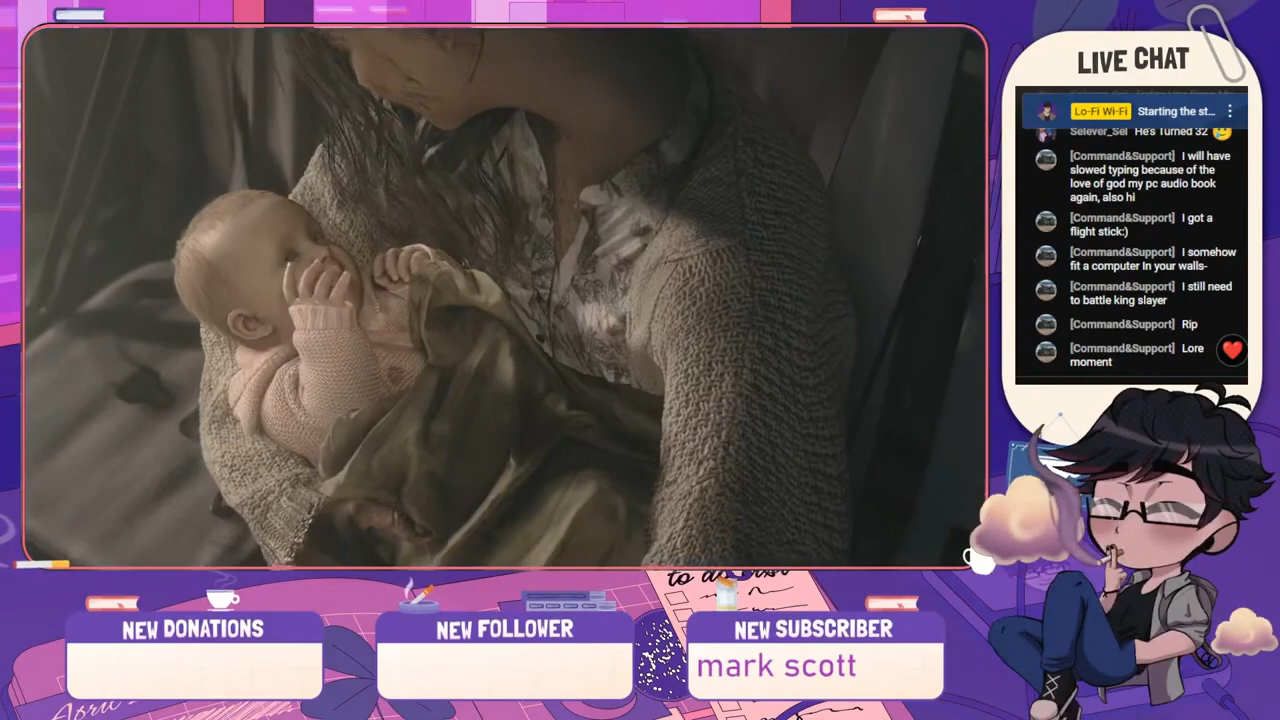 LIVE CHAT
Lo-Fi Wi-Fi Starting the st...
Selever_Sel He's Turned 32
[Command&Support] I will have
slowed typing because of the
love of god my pc audio book
again, also hi
[Command&Support] I got a
flight stick:)
[Command&Support] I somehow
fit a computer In your walls-
[Command&Support] I still need
to battle king slayer
[Command&Support] Rip
[Command&Support] Lore
moment
NEW DONATIONS
NEW FOLLOWER
NEW SUBSCRIBER
mark scott
April